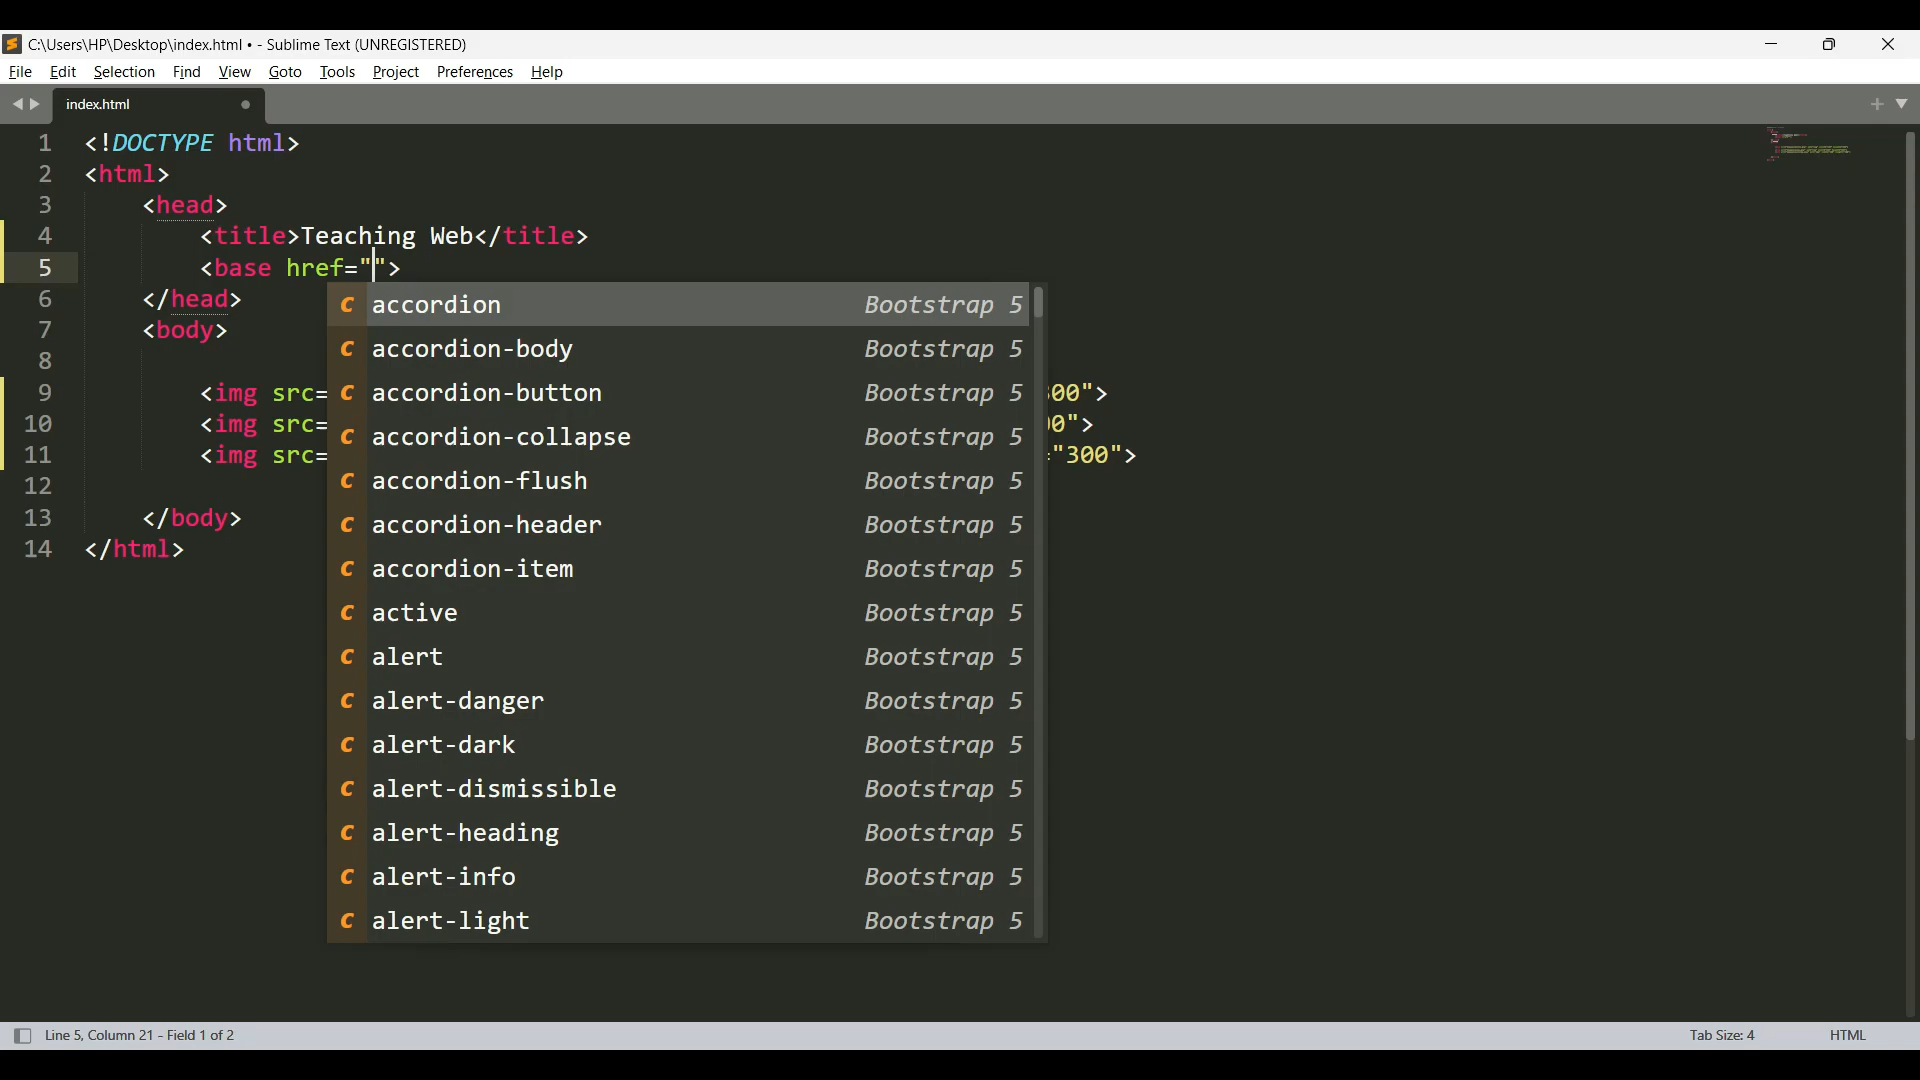 C:\Users\HP\Desktop\index.html • - Sublime Text (UNREGISTERED)
File Edit Selection Find View Goto Tools Project Preferences Help
index.html
1 <!DOCTYPE html>
2 <html>
3 <head>
4 <title>Teaching Web</title>
5 <base href="">
6 </head>
7 <body>
8
9 <img src= 300">
10 <img src= 00">
11 <img src= ="300">
12
13 </body>
14 </html>
c accordion Bootstrap 5
c accordion-body Bootstrap 5
c accordion-button Bootstrap 5
c accordion-collapse Bootstrap 5
c accordion-flush Bootstrap 5
c accordion-header Bootstrap 5
c accordion-item Bootstrap 5
c active Bootstrap 5
c alert Bootstrap 5
c alert-danger Bootstrap 5
c alert-dark Bootstrap 5
c alert-dismissible Bootstrap 5
c alert-heading Bootstrap 5
c alert-info Bootstrap 5
c alert-light Bootstrap 5
Line 5, Column 21 - Field 1 of 2 Tab Size: 4 HTML